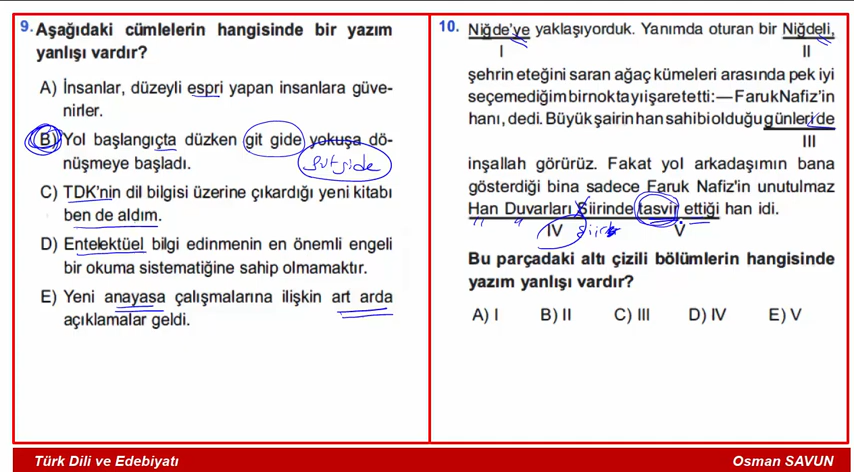 9. Aşağıdaki cümlelerin hangisinde bir yazım
yanlışı vardır?
A) İnsanlar, düzeyli espri yapan insanlara güve-
nirler.
B) Yol başlangıçta düzken git gide yokuşa dö-
nüşmeye başladı.
gitgide
C) TDK'nin dil bilgisi üzerine çıkardığı yeni kitabı
ben de aldım.
D) Entelektüel bilgi edinmenin en önemli engeli
bir okuma sistematiğine sahip olmamaktır.
E) Yeni anayasa çalışmalarına ilişkin art arda
açıklamalar geldi.
10. Niğde'ye yaklaşıyorduk. Yanımda oturan bir Niğdeli,
I II
şehrin eteğini saran ağaç kümeleri arasında pek iyi
seçemediğim bir noktayı işaret etti: — Faruk Nafiz'in
hanı, dedi. Büyük şairin han sahibi olduğu günleri de
III
inşallah görürüz. Fakat yol arkadaşımın bana
gösterdiği bina sadece Faruk Nafiz'in unutulmaz
Han Duvarları Şiirinde tasvir ettiği han idi.
IV V
Bu parçadaki altı çizili bölümlerin hangisinde
yazım yanlışı vardır?
A) I B) II C) III D) IV E) V
Türk Dili ve Edebiyatı
Osman SAVUN